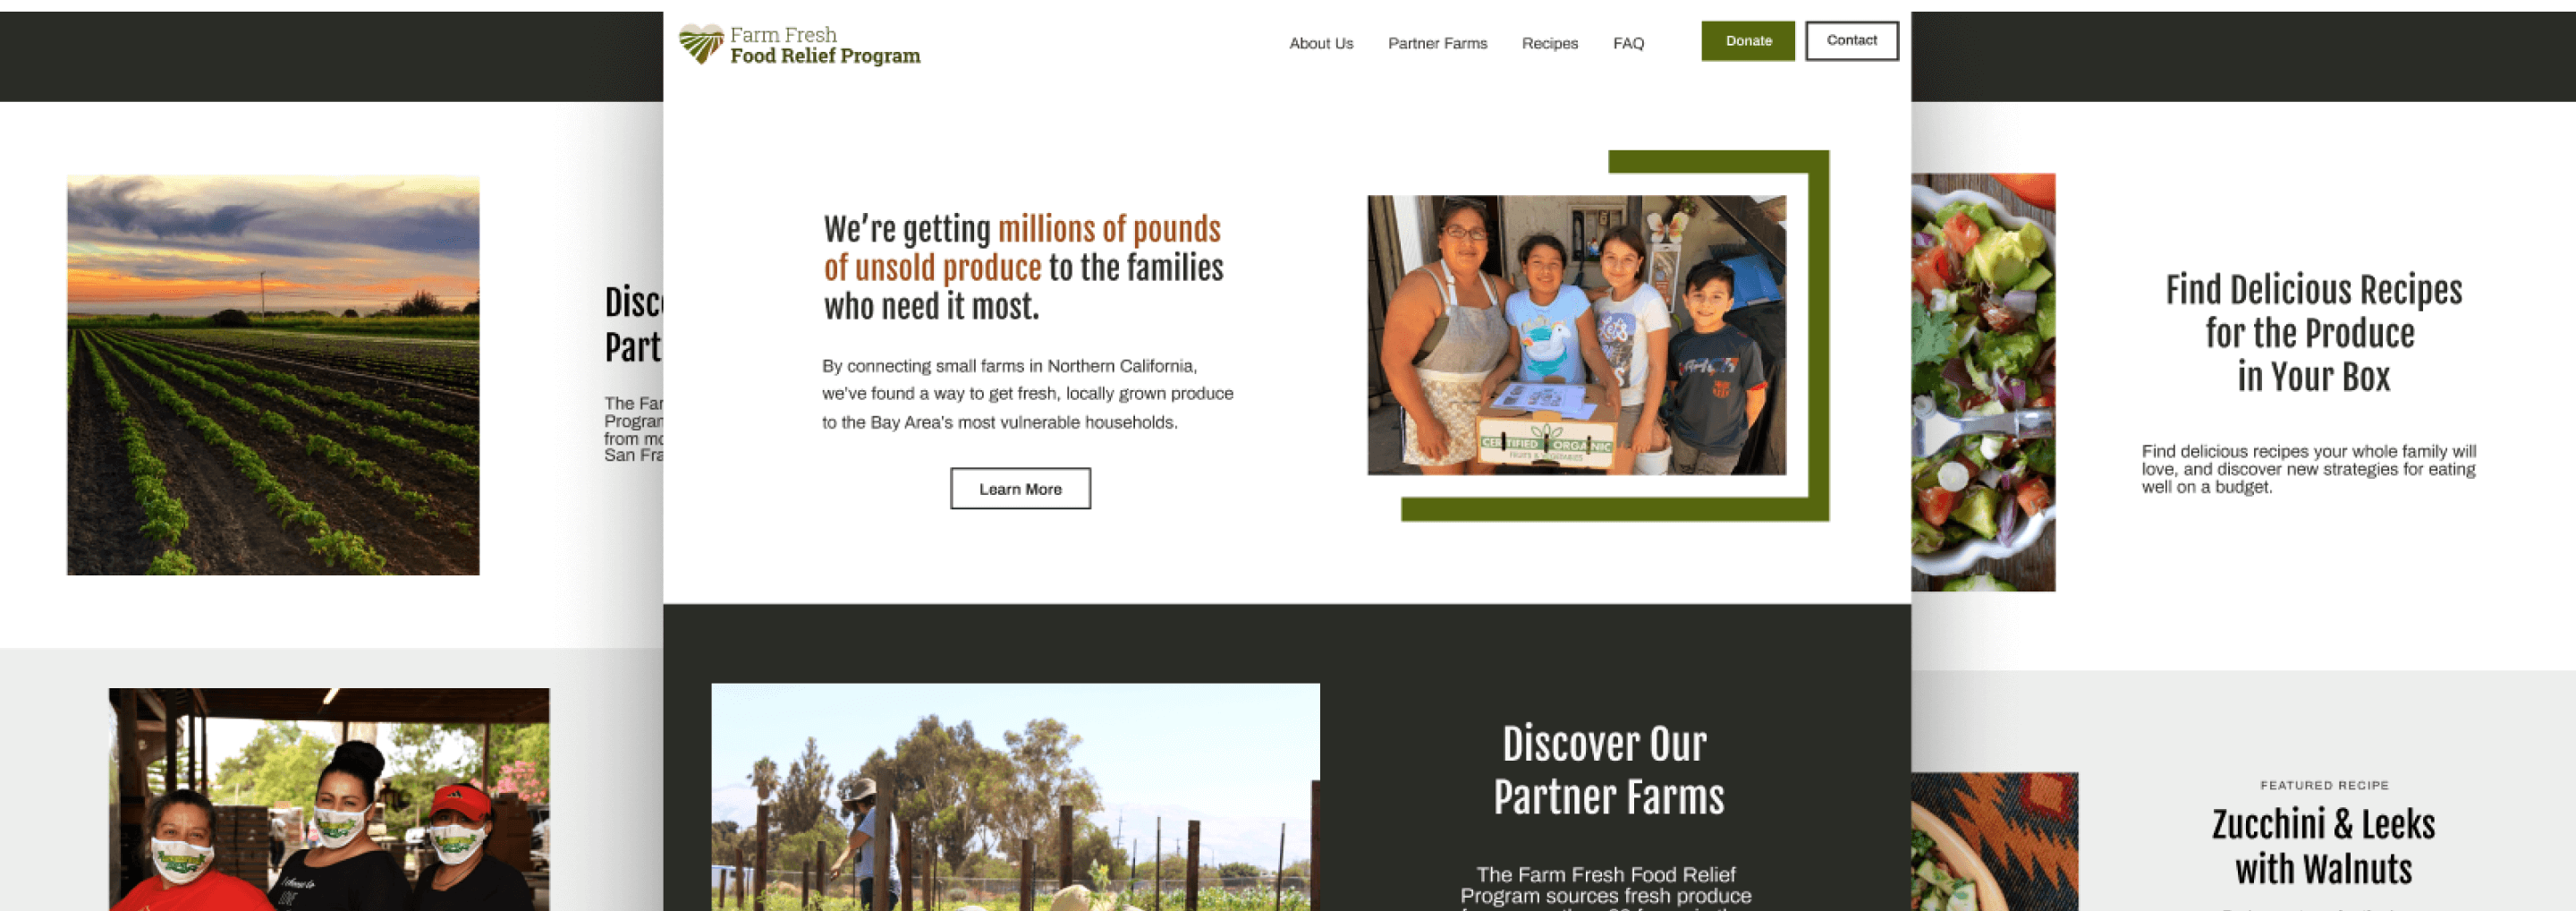 Farm Fresh
Food Relief Program
About Us
Partner Farms
Recipes
FAQ
Donate
Contact
We’re getting millions of pounds
of unsold produce to the families
who need it most.
By connecting small farms in Northern California,
we’ve found a way to get fresh, locally grown produce
to the Bay Area’s most vulnerable households.
Learn More
CERTIFIED ORGANIC
FRUITS & VEGETABLES
Discover Our
Partner Farms
The Farm Fresh Food Relief
Program sources fresh produce
Disc
Part
The Far
Program
from mo
San Fra
I choose to
LOVE
Find Delicious Recipes
for the Produce
in Your Box
Find delicious recipes your whole family will
love, and discover new strategies for eating
well on a budget.
FEATURED RECIPE
Zucchini & Leeks
with Walnuts